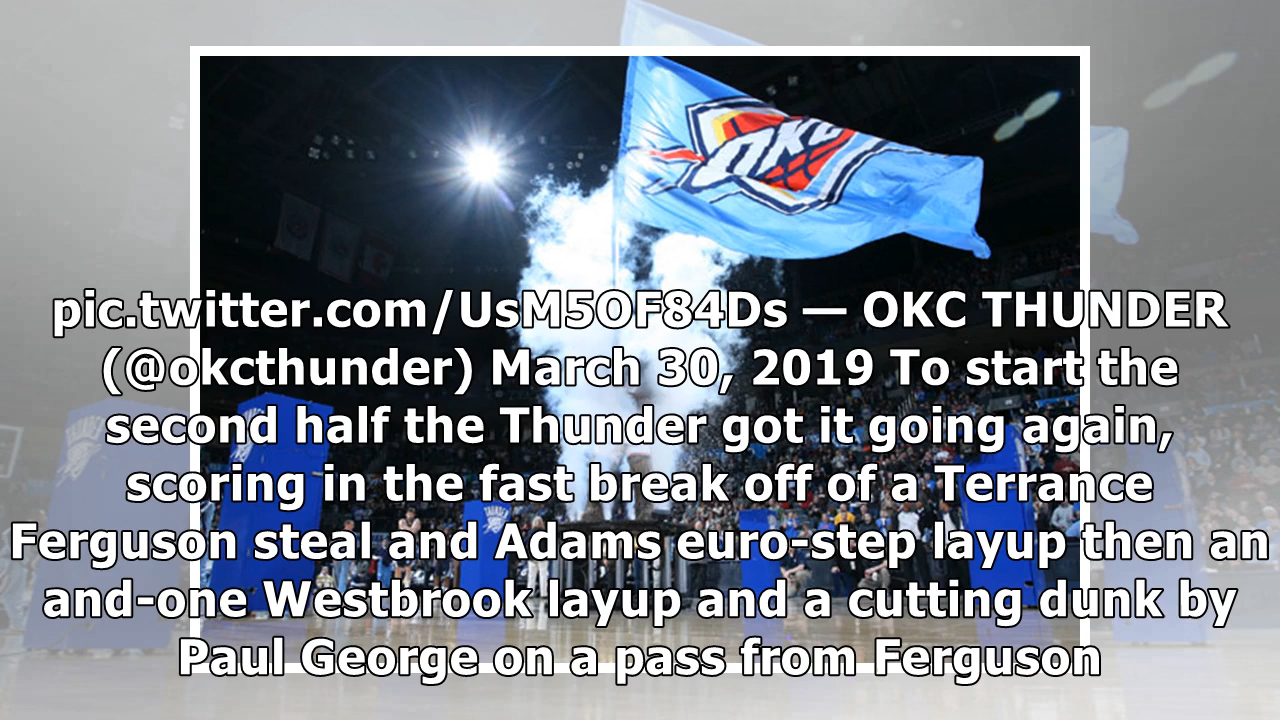 OKC
pic.twitter.com/UsM5OF84Ds — OKC THUNDER
(@okcthunder) March 30, 2019 To start the
second half the Thunder got it going again,
scoring in the fast break off of a Terrance
Ferguson steal and Adams euro-step layup then an
and-one Westbrook layup and a cutting dunk by
Paul George on a pass from Ferguson